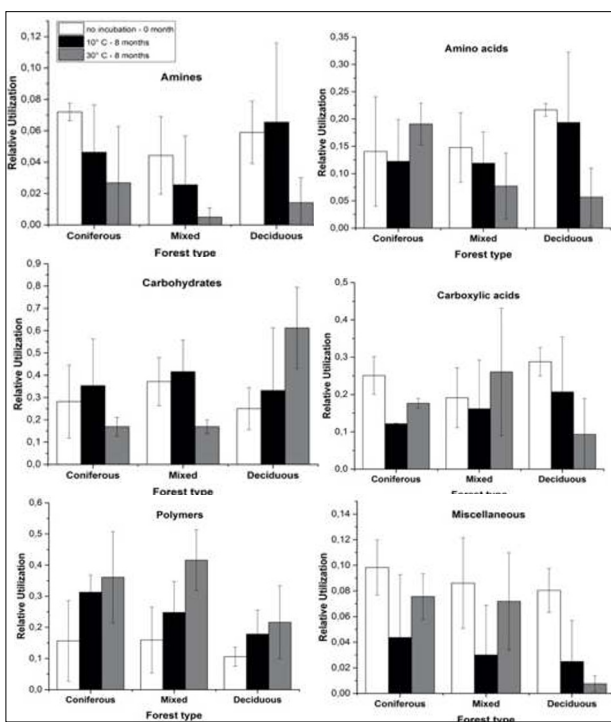 no incubation - 0 month
10° C - 8 months
30° C - 8 months
Amines
Relative Utilization
0,14
0,12
0,10
0,08
0,06
0,04
0,02
0,00
Coniferous Mixed Deciduous
Forest type
Amino acids
Relative Utilization
0,35
0,30
0,25
0,20
0,15
0,10
0,05
0,00
Coniferous Mixed Deciduous
Forest type
Carbohydrates
Relative Utilization
0,9
0,8
0,7
0,6
0,5
0,4
0,3
0,2
0,1
0,0
Coniferous Mixed Deciduous
Forest type
Carboxylic acids
Relative Utilization
0,5
0,4
0,3
0,2
0,1
0,0
Coniferous Mixed Deciduous
Forest type
Polymers
Relative Utilization
0,6
0,5
0,4
0,3
0,2
0,1
0,0
Coniferous Mixed Deciduous
Forest type
Miscellaneous
Relative Utilization
0,14
0,12
0,10
0,08
0,06
0,04
0,02
0,00
Coniferous Mixed Deciduous
Forest type